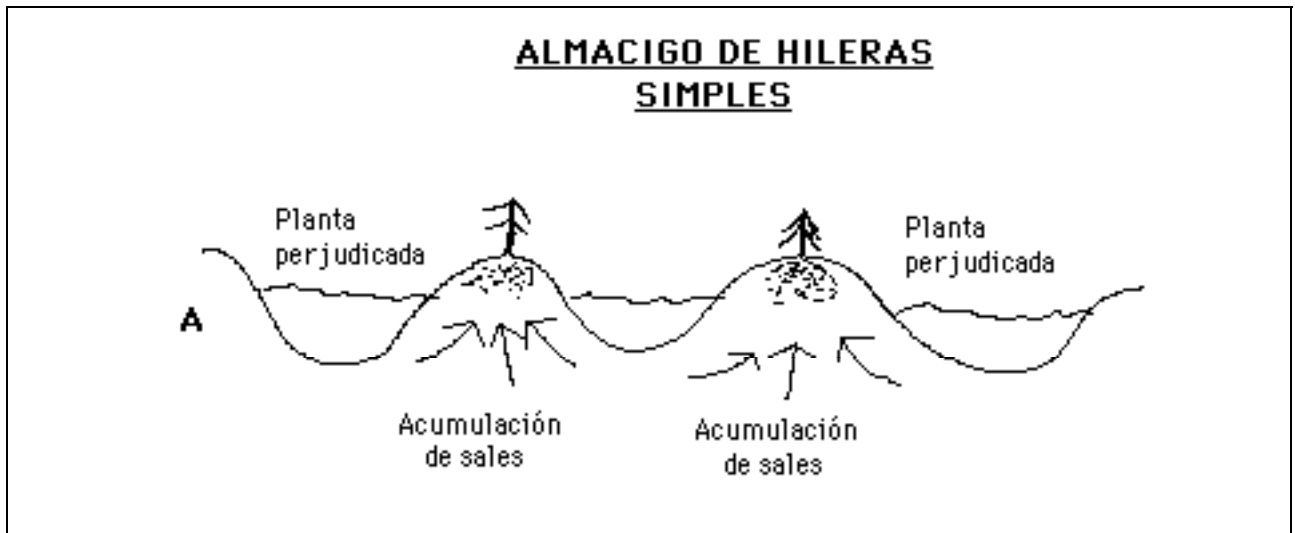 ALMACIGO DE HILERAS
SIMPLES
Planta
perjudicada
Planta
perjudicada
A
Acumulación
de sales
Acumulación
de sales